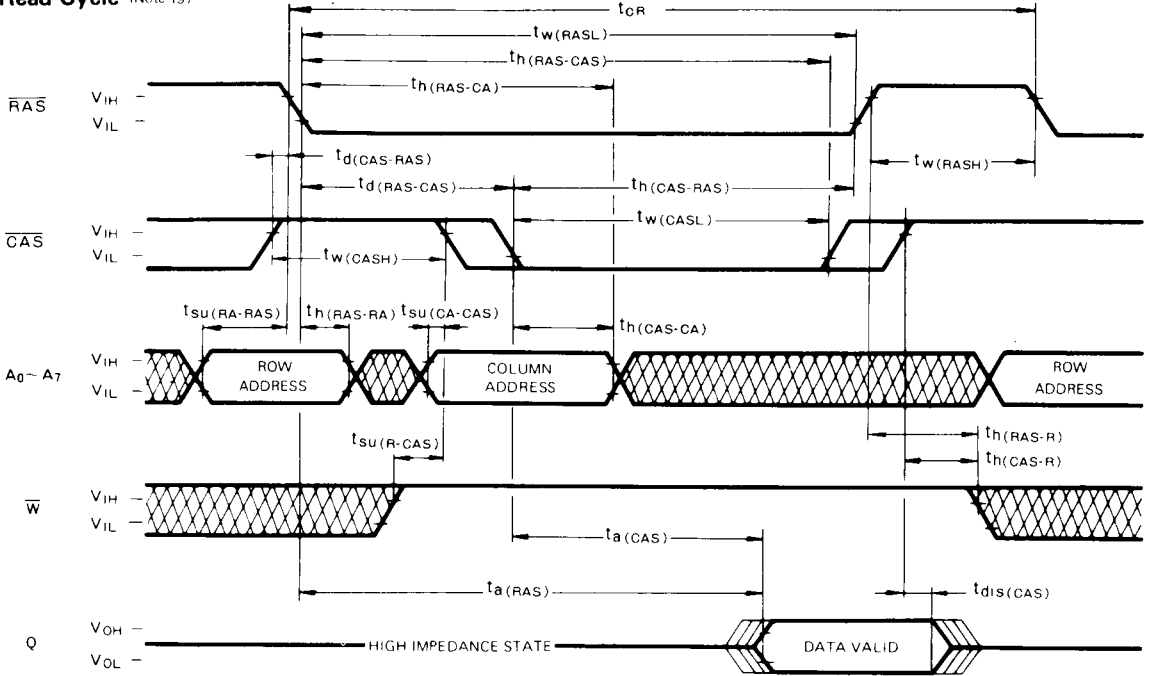 Read Cycle (Note 19)
tCR
tw(RASL)
th(RAS-CAS)
th(RAS-CA)
RAS
VIH
VIL
td(CAS-RAS)
tw(RASH)
td(RAS-CAS)
th(CAS-RAS)
CAS
VIH
VIL
tw(CASL)
tw(CASH)
tsu(RA-RAS)
th(RAS-RA)
tsu(CA-CAS)
th(CAS-CA)
A0~A7
VIH
VIL
ROW ADDRESS
COLUMN ADDRESS
ROW ADDRESS
tsu(R-CAS)
th(RAS-R)
th(CAS-R)
W
VIH
VIL
ta(CAS)
ta(RAS)
tdis(CAS)
Q
VOH
VOL
HIGH IMPEDANCE STATE
DATA VALID